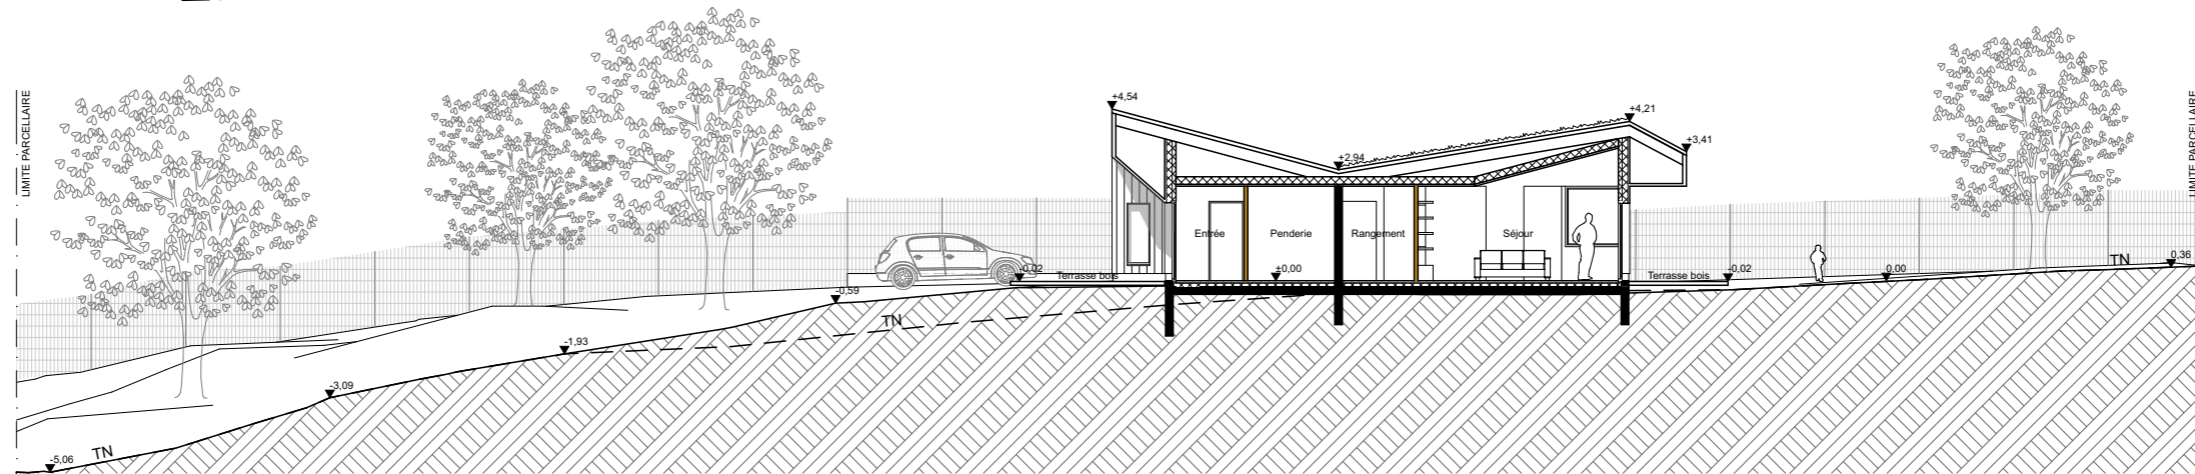 LIMITE PARCELLAIRE
+4,54
+4,21
+3,41
+2,94
LIMITE PARCELLAIRE
Entrée
Penderie
Rangement
Séjour
-0,02
Terrasse bois
±0,00
Terrasse bois
-0,02
0,00
TN
0,36
-0,59
TN
-1,93
-3,09
TN
-5,06